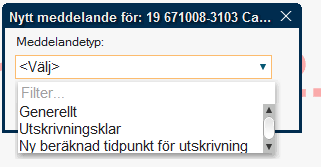 Nytt meddelande för: 19 671008-3103 Ca...
Meddelandetyp:
<Välj>
Filter...
Generellt
Utskrivningsklar
Ny beräknad tidpunkt för utskrivning